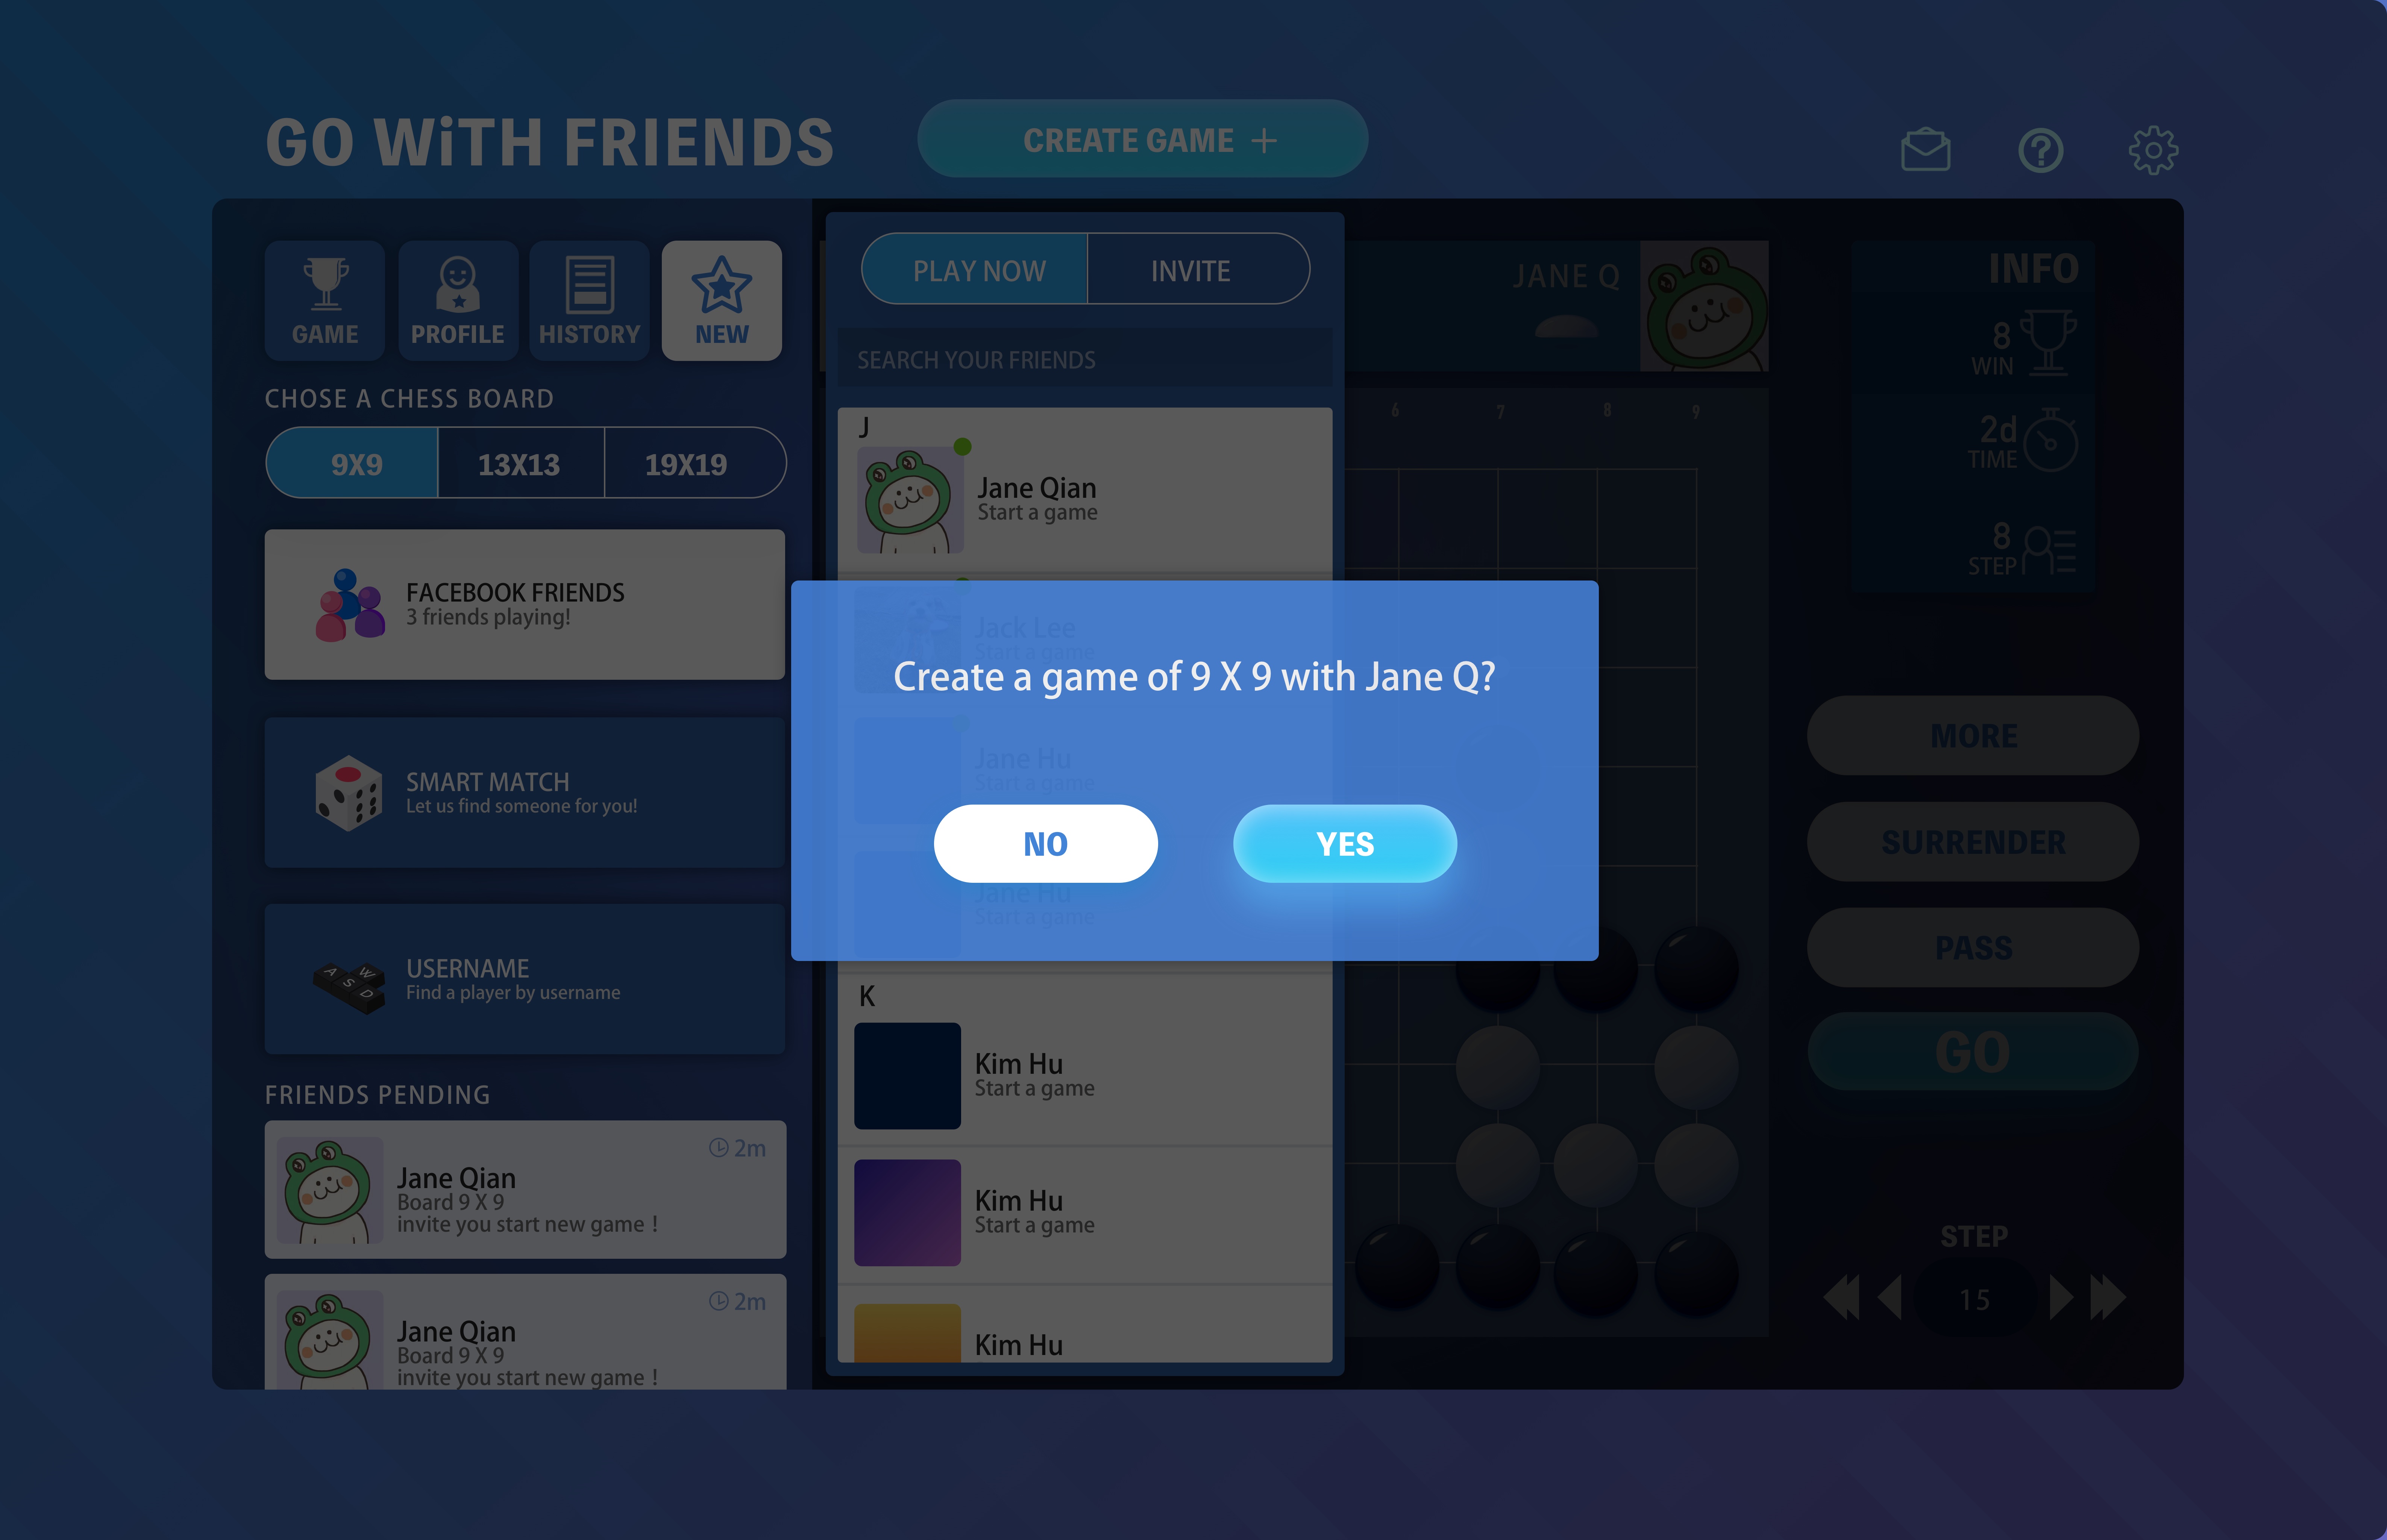 GO WiTH FRIENDS
CREATE GAME +
GAME
PROFILE
HISTORY
NEW
CHOSE A CHESS BOARD
9X9
13X13
19X19
FACEBOOK FRIENDS
3 friends playing!
SMART MATCH
Let us find someone for you!
A W S D
USERNAME
Find a player by username
FRIENDS PENDING
2m
Jane Qian
Board 9 X 9
invite you start new game !
2m
Jane Qian
Board 9 X 9
invite you start new game !
PLAY NOW
INVITE
SEARCH YOUR FRIENDS
J
Jane Qian
Start a game
Jack Lee
Start a game
Create a game of 9 X 9 with Jane Q?
Jane Hu
Start a game
NO
YES
Jane Hu
Start a game
K
Kim Hu
Start a game
Kim Hu
Start a game
Kim Hu
JANE Q
6
7
8
9
INFO
8
WIN
2d
TIME
8
STEP
MORE
SURRENDER
PASS
GO
STEP
15